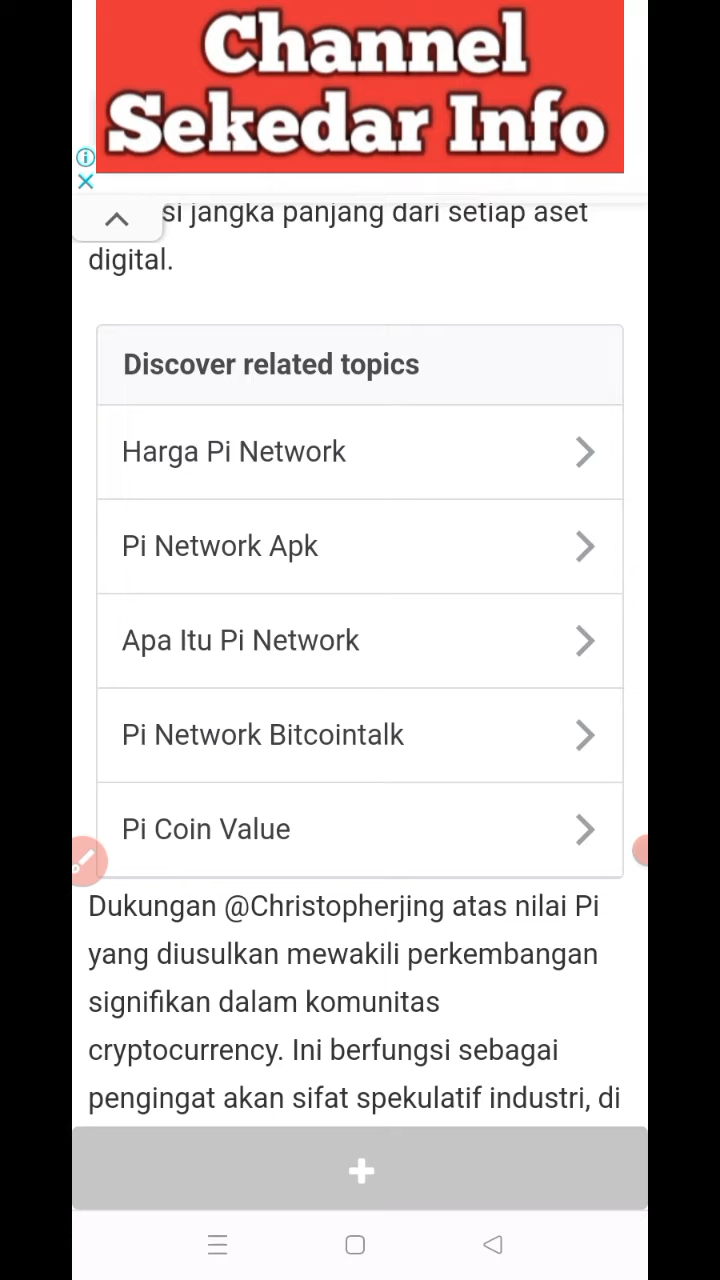 Channel
Sekedar Info
si jangka panjang dari setiap aset
digital.
Discover related topics
Harga Pi Network
Pi Network Apk
Apa Itu Pi Network
Pi Network Bitcointalk
Pi Coin Value
Dukungan @Christopherjing atas nilai Pi
yang diusulkan mewakili perkembangan
signifikan dalam komunitas
cryptocurrency. Ini berfungsi sebagai
pengingat akan sifat spekulatif industri, di